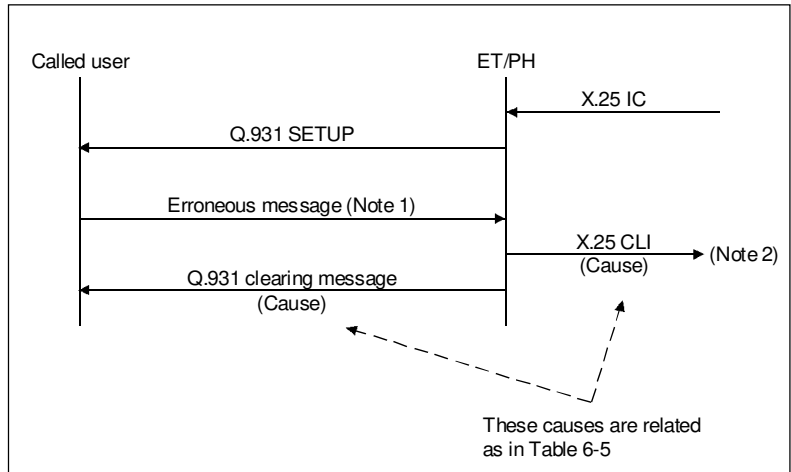 Called user
ET/PH
X.25 IC
Q.931 SETUP
Erroneous message (Note 1)
X.25 CLI
(Cause)
(Note 2)
Q.931 clearing message
(Cause)
These causes are related
as in Table 6-5